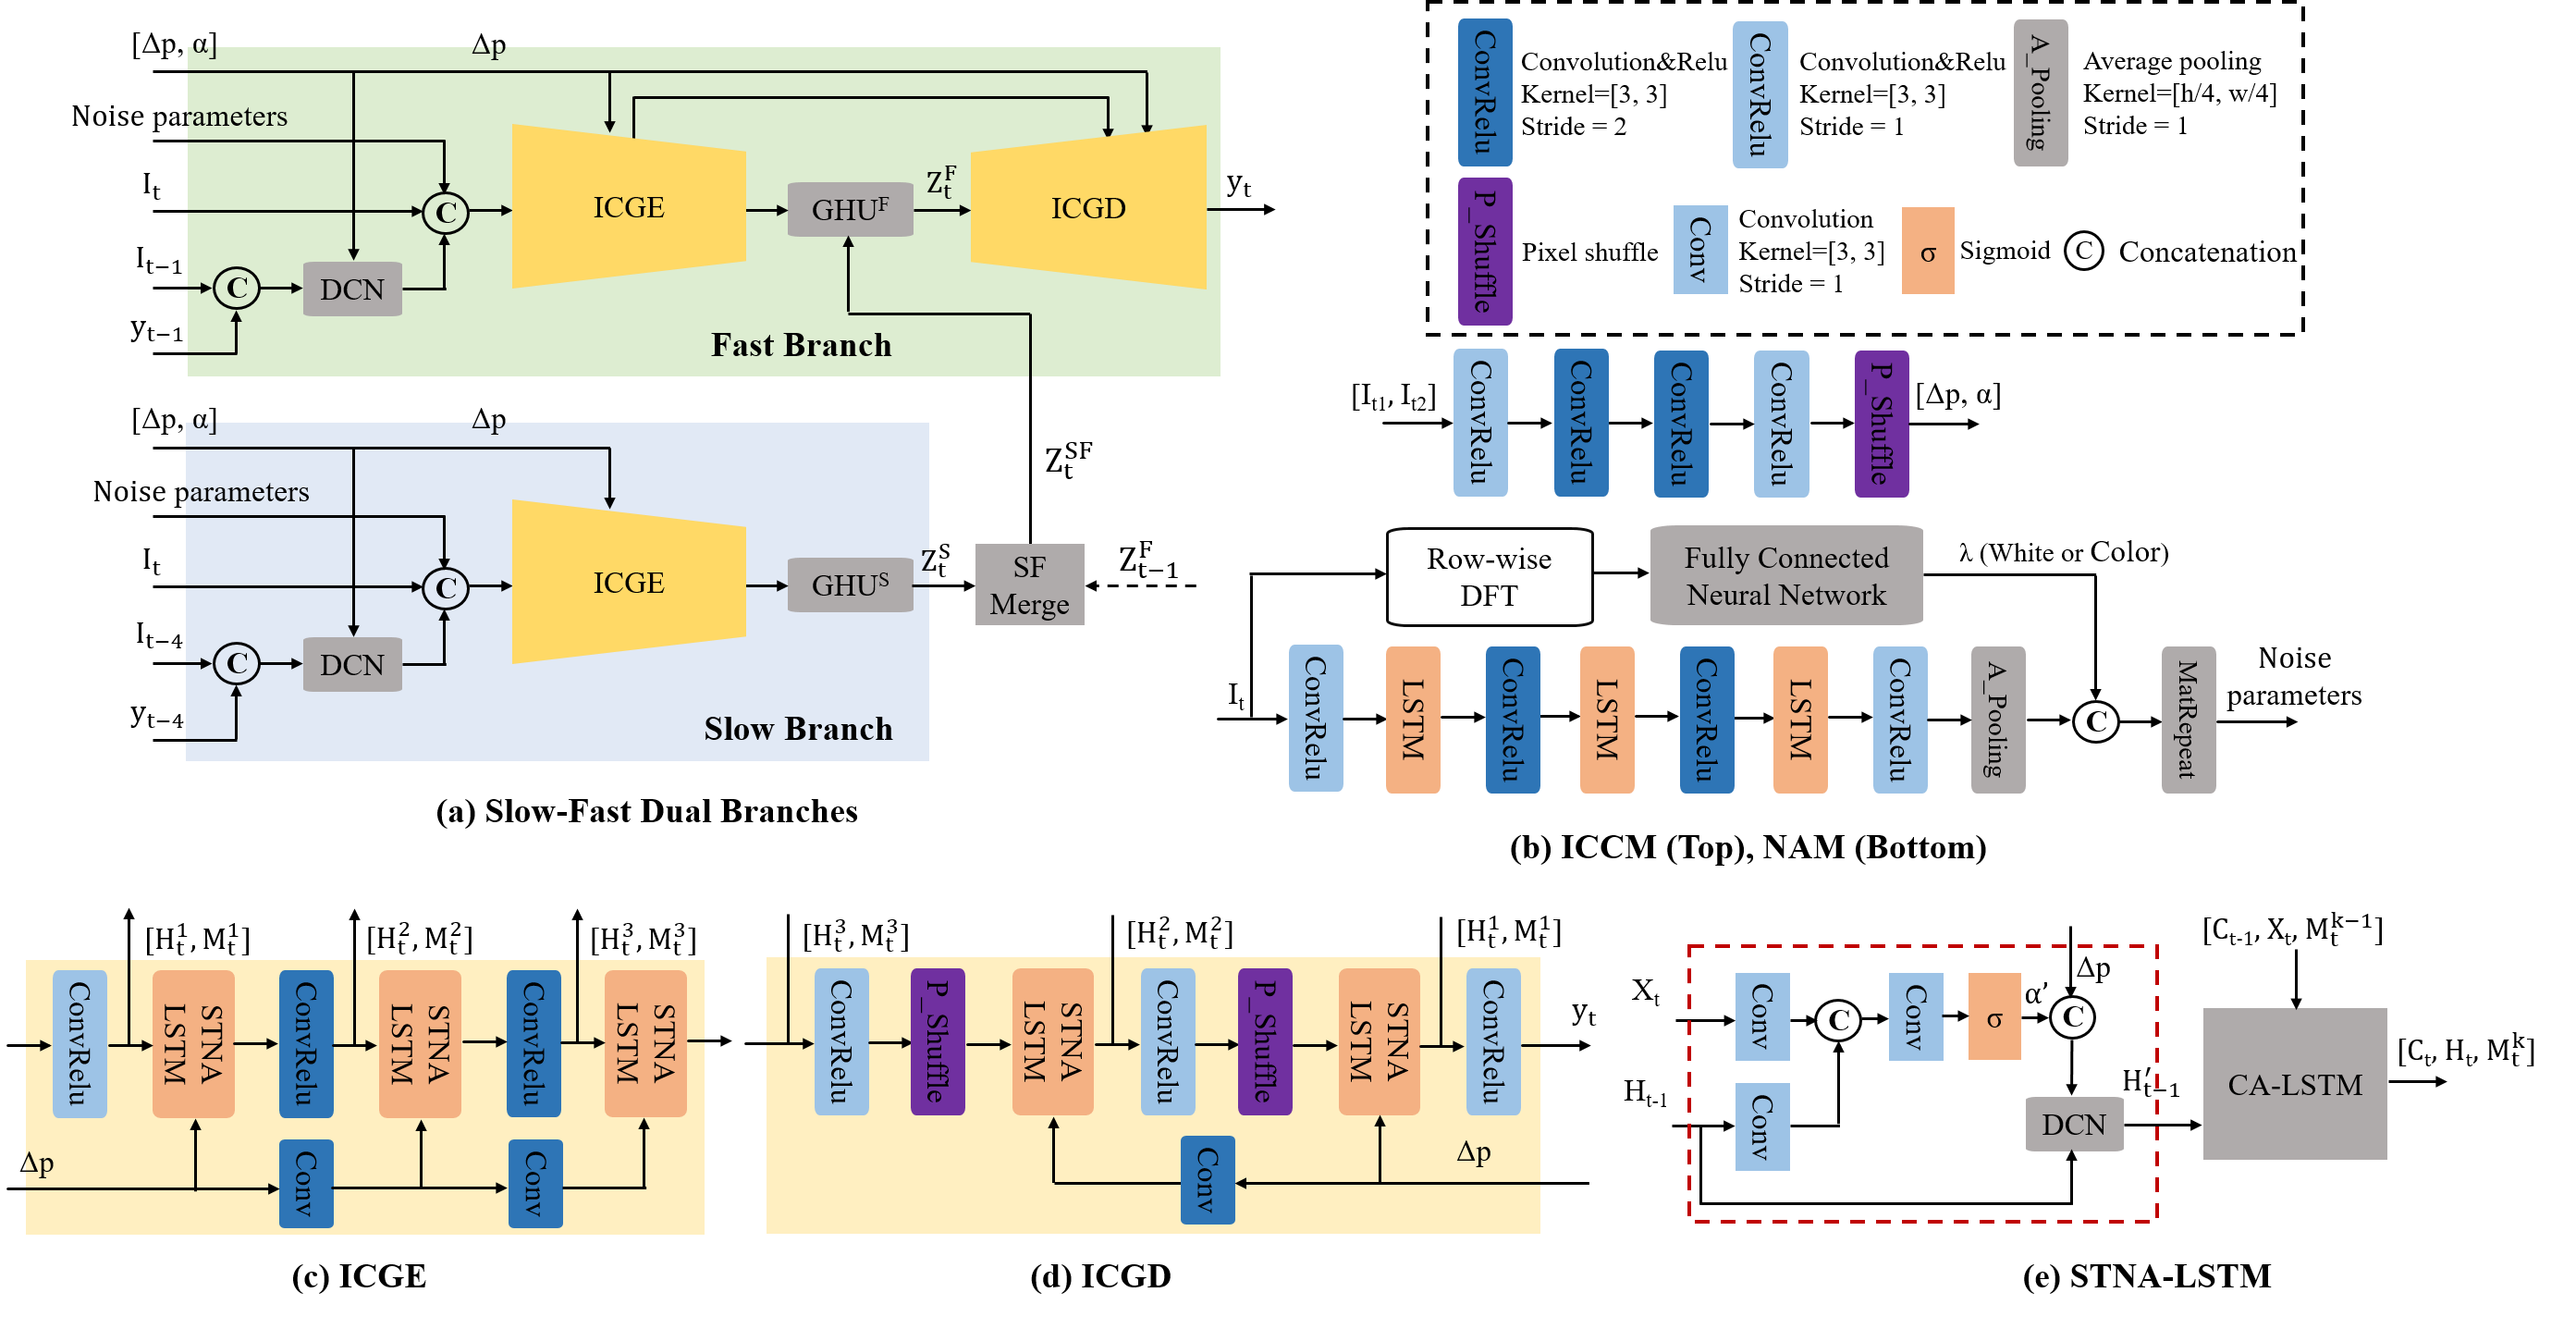 [Δp, α]
Δp
Noise parameters
I_t
I_{t-1}
y_{t−1}
C
C
DCN
ICGE
GHU^F
Z_t^F
ICGD
y_t
Fast Branch
[Δp, α]
Δp
Noise parameters
I_t
I_{t−4}
y_{t−4}
C
C
DCN
ICGE
GHU^S
Z_t^S
SF
Merge
Z_t^{SF}
Z_{t−1}^F
Slow Branch
(a) Slow-Fast Dual Branches
ConvRelu
Convolution&Relu
Kernel=[3, 3]
Stride = 2
ConvRelu
Convolution&Relu
Kernel=[3, 3]
Stride = 1
A_Pooling
Average pooling
Kernel=[h/4, w/4]
Stride = 1
P_Shuffle
Pixel shuffle
Conv
Convolution
Kernel=[3, 3]
Stride = 1
σ
Sigmoid
C
Concatenation
[I_{t1}, I_{t2}]
ConvRelu
ConvRelu
ConvRelu
ConvRelu
P_Shuffle
[Δp, α]
Row-wise
DFT
Fully Connected
Neural Network
λ (White or Color)
I_t
ConvRelu
LSTM
ConvRelu
LSTM
ConvRelu
LSTM
ConvRelu
A_Pooling
C
MatRepeat
Noise
parameters
(b) ICCM (Top), NAM (Bottom)
[H_t^1, M_t^1]
[H_t^2, M_t^2]
[H_t^3, M_t^3]
ConvRelu
STNA
LSTM
ConvRelu
STNA
LSTM
ConvRelu
STNA
LSTM
Δp
Conv
Conv
(c) ICGE
[H_t^3, M_t^3]
[H_t^2, M_t^2]
[H_t^1, M_t^1]
ConvRelu
P_Shuffle
STNA
LSTM
ConvRelu
P_Shuffle
STNA
LSTM
ConvRelu
y_t
Conv
Δp
(d) ICGD
X_t
H_{t-1}
Conv
Conv
C
Conv
σ
α’
Δp
C
DCN
H′_{t−1}
[C_{t-1}, X_t, M_t^{k−1}]
CA-LSTM
[C_t, H_t, M_t^k]
(e) STNA-LSTM